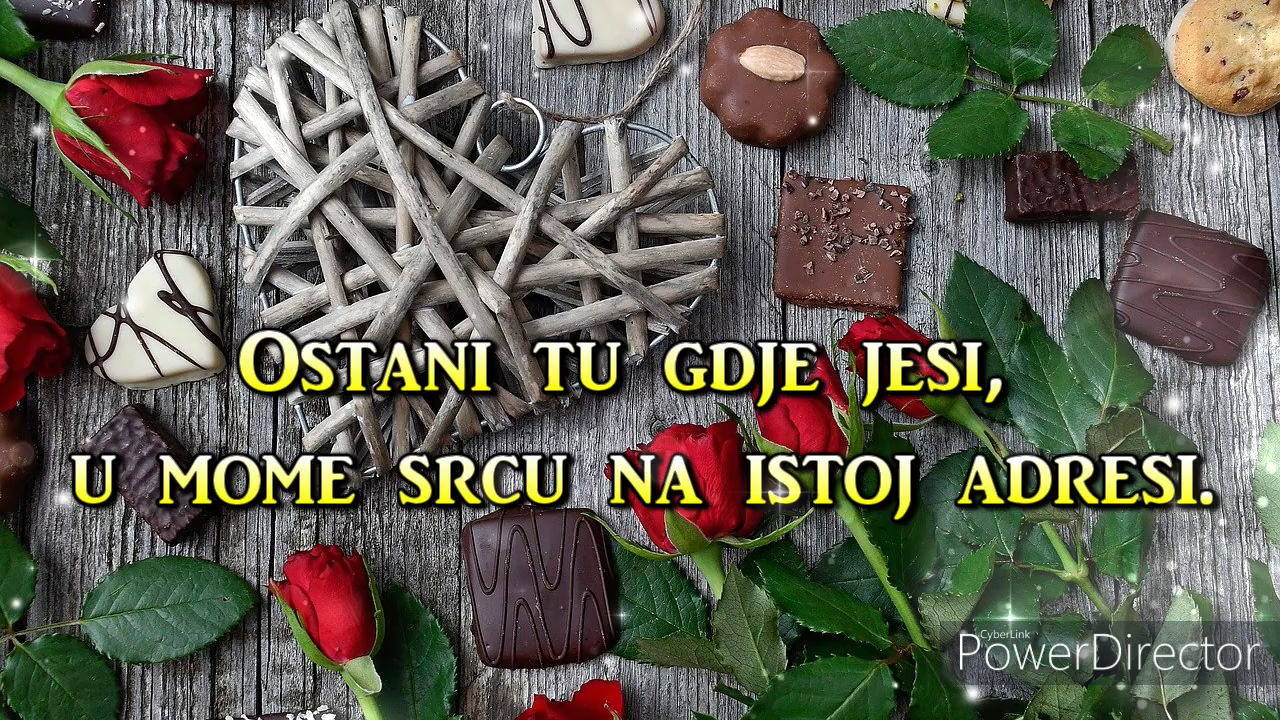 Ostani tu gdje jesi,
u mome srcu na istoj adresi.
CyberLink
PowerDirector